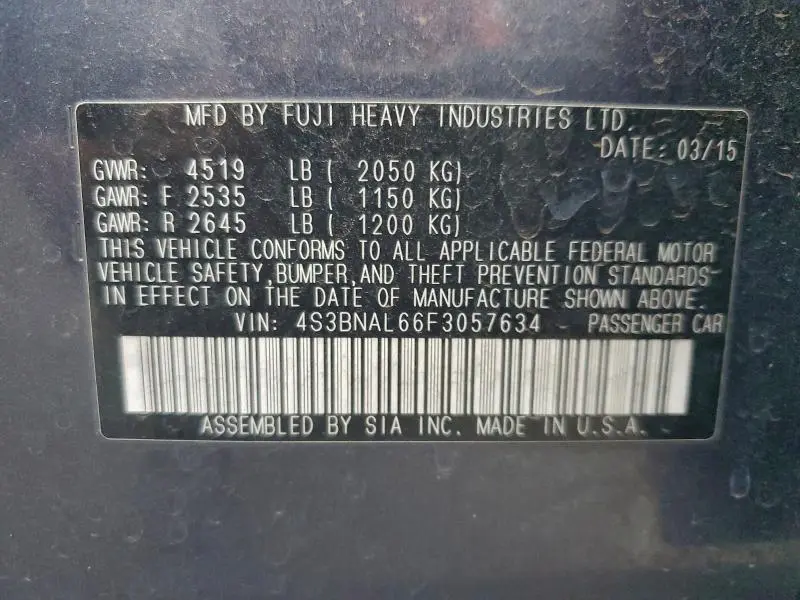 MFD BY FUJI HEAVY INDUSTRIES LTD.
DATE: 03/15
GVWR: 4519 LB ( 2050 KG)
GAWR: F 2535 LB ( 1150 KG)
GAWR: R 2645 LB ( 1200 KG)
THIS VEHICLE CONFORMS TO ALL APPLICABLE FEDERAL MOTOR
VEHICLE SAFETY,BUMPER,AND THEFT PREVENTION STANDARDS
IN EFFECT ON THE DATE OF MANUFACTURE SHOWN ABOVE.
VIN: 4S3BNAL66F3057634 PASSENGER CAR
ASSEMBLED BY SIA INC. MADE IN U.S.A.